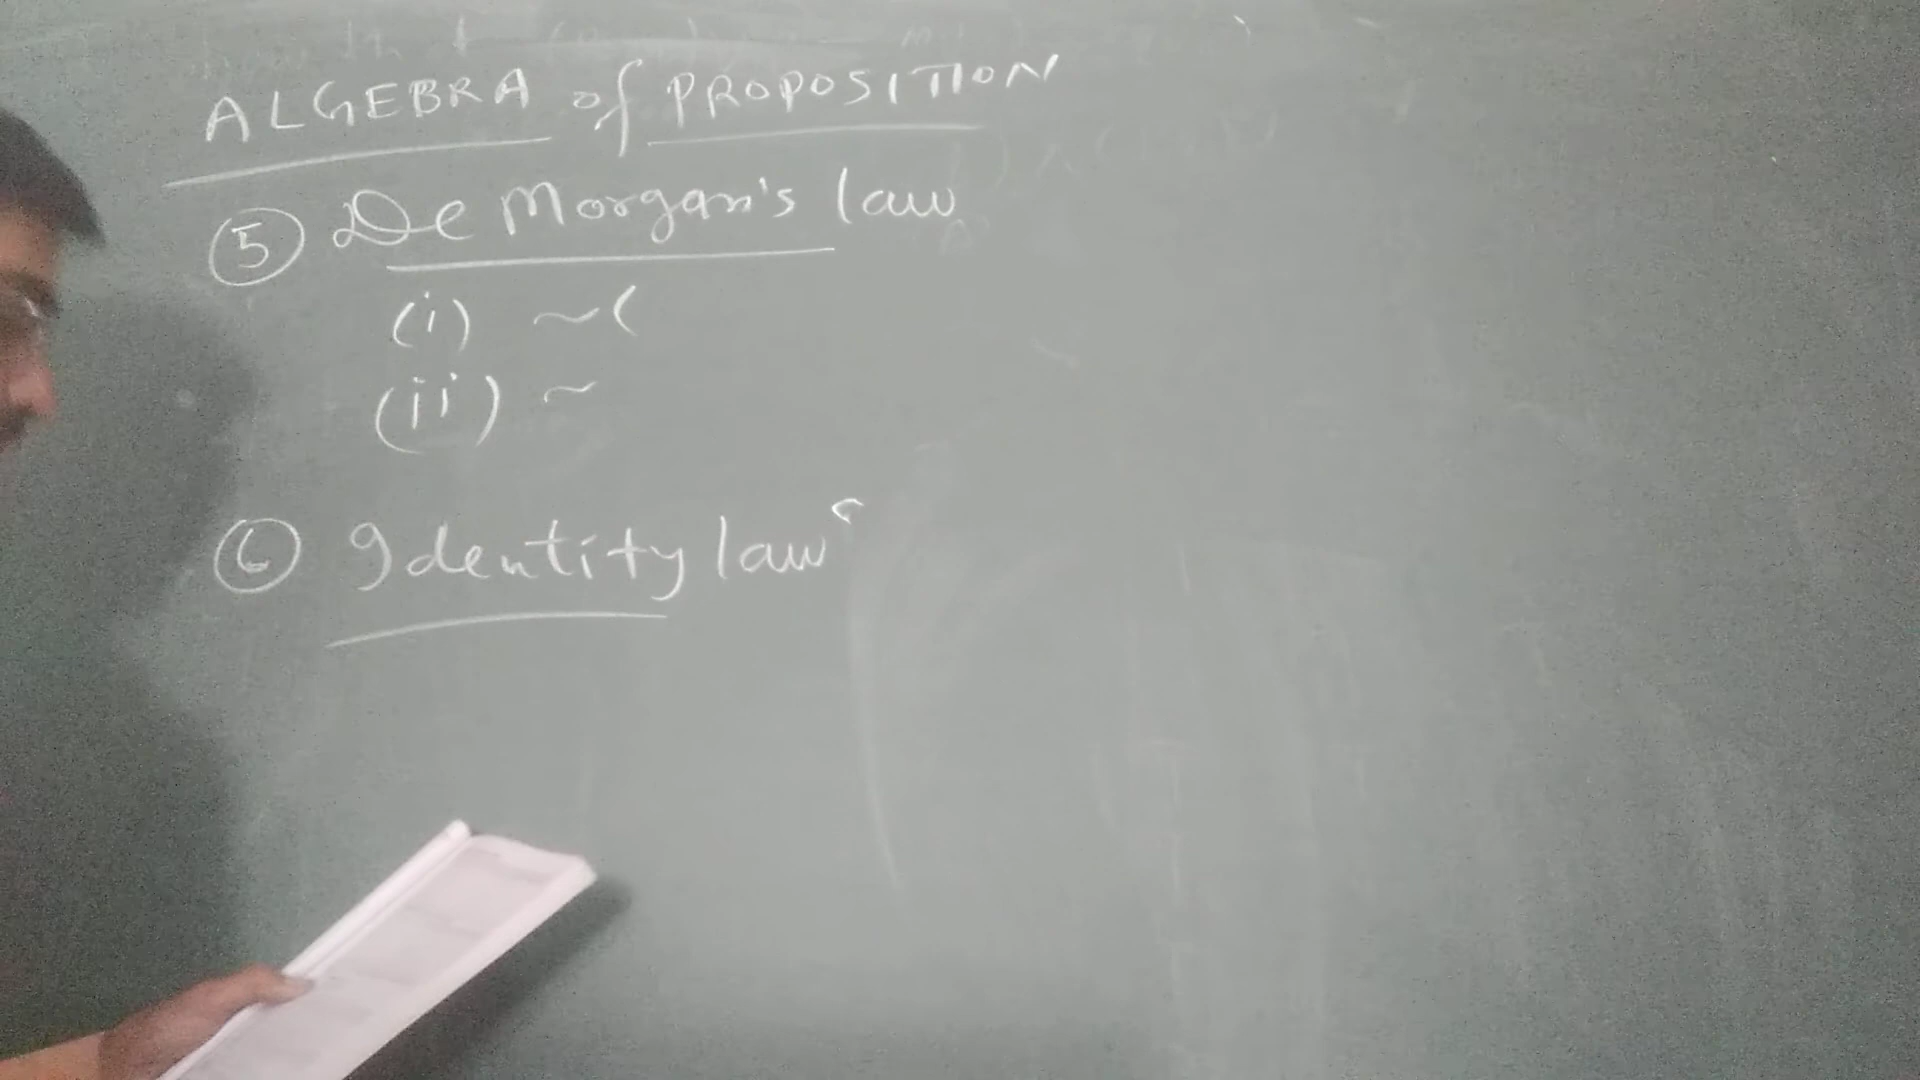 ALGEBRA of PROPOSITION
(5) De Morgan's law
(i) ~(
(ii) ~
(6) Identity law